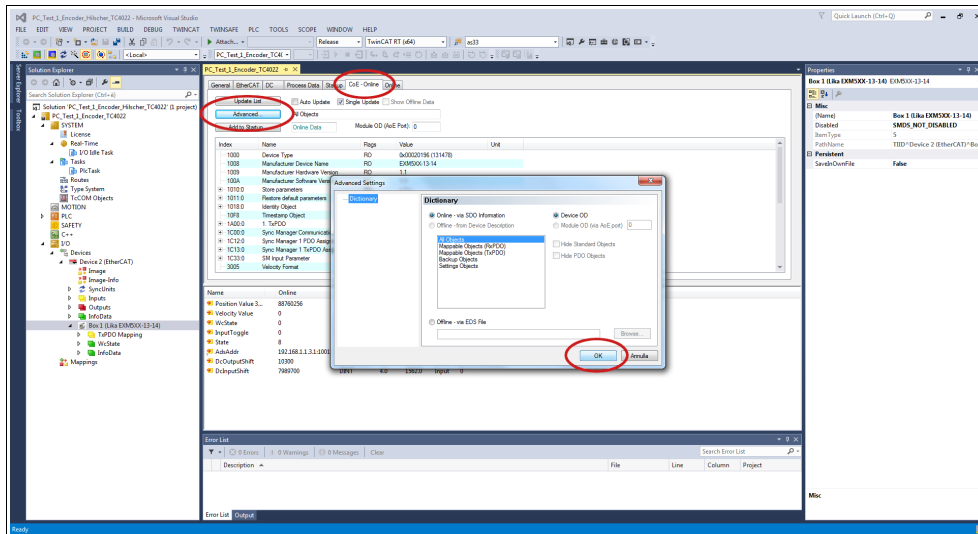 PC_Test_1_Encoder_Hilscher_TC4022 - Microsoft Visual Studio
Quick Launch (Ctrl+Q)
FILE EDIT VIEW PROJECT BUILD DEBUG TWINCAT TWINSAFE PLC TOOLS SCOPE WINDOW HELP
Attach... Release TwinCAT RT (x64) as33
<Local> PC_Test_1_Encoder_TC4(
Server Explorer
Toolbox
Solution Explorer
Search Solution Explorer (Ctrl+è)
Solution 'PC_Test_1_Encoder_Hilscher_TC4022' (1 project)
PC_Test_1_Encoder_TC4022
SYSTEM
License
Real-Time
I/O Idle Task
Tasks
PlcTask
Routes
Type System
TcCOM Objects
MOTION
PLC
SAFETY
C++
I/O
Devices
Device 2 (EtherCAT)
Image
Image-Info
SyncUnits
Inputs
Outputs
InfoData
Box 1 (Lika EXM5XX-13-14)
TxPDO Mapping
WcState
InfoData
Mappings
PC_Test_1_Encoder_TC4022
General EtherCAT DC Process Data Startup CoE - Online Online
Update List Auto Update Single Update Show Offline Data
Advanced... All Objects
Add to Startup... Online Data Module OD (AoE Port): 0
Index Name Flags Value Unit
1000 Device Type RO 0x00020196 (131478)
1008 Manufacturer Device Name RO EXM5XX-13-14
1009 Manufacturer Hardware Version RO 1.1
100A Manufacturer Software Vers
1010:0 Store parameters
1011:0 Restore default parameters
1018:0 Identity Object
10F8 Timestamp Object
1A00:0 1. TxPDO
1C00:0 Sync Manager Communica
1C12:0 Sync Manager 1 PDO Assig
1C13:0 Sync Manager 1 TxPDO Ass
1C33:0 SM Input Parameter
3005 Velocity Format
Advanced Settings
Dictionary
Dictionary
Online - via SDO Information Device OD
Offline - from Device Description Module OD (via AoE port): 0
All Objects
Mappable Objects (RxPDO)
Mappable Objects (TxPDO)
Backup Objects
Settings Objects
Hide Standard Objects
Hide PDO Objects
Offline - via EDS File
Browse...
OK Annulla
Name Online
Position Value 3... 88760256
Velocity Value 0
WcState 0
InputToggle 0
State 8
AdsAddr 192.168.1.1.3.1:1001
DcOutputShift 10300
DcInputShift 7989700 DINT 4.0 1562.0 Input 0
Error List
0 Errors 0 Warnings 0 Messages Clear
Search Error List
Description File Line Column Project
Error List Output
Properties
Box 1 (Lika EXM5XX-13-14) EXM5XX-13-14
Misc
(Name) Box 1 (Lika EXM5XX-13-14)
Disabled SMDS_NOT_DISABLED
ItemType 5
PathName TIID^Device 2 (EtherCAT)^Bo
Persistent
SaveInOwnFile False
Misc
Ready